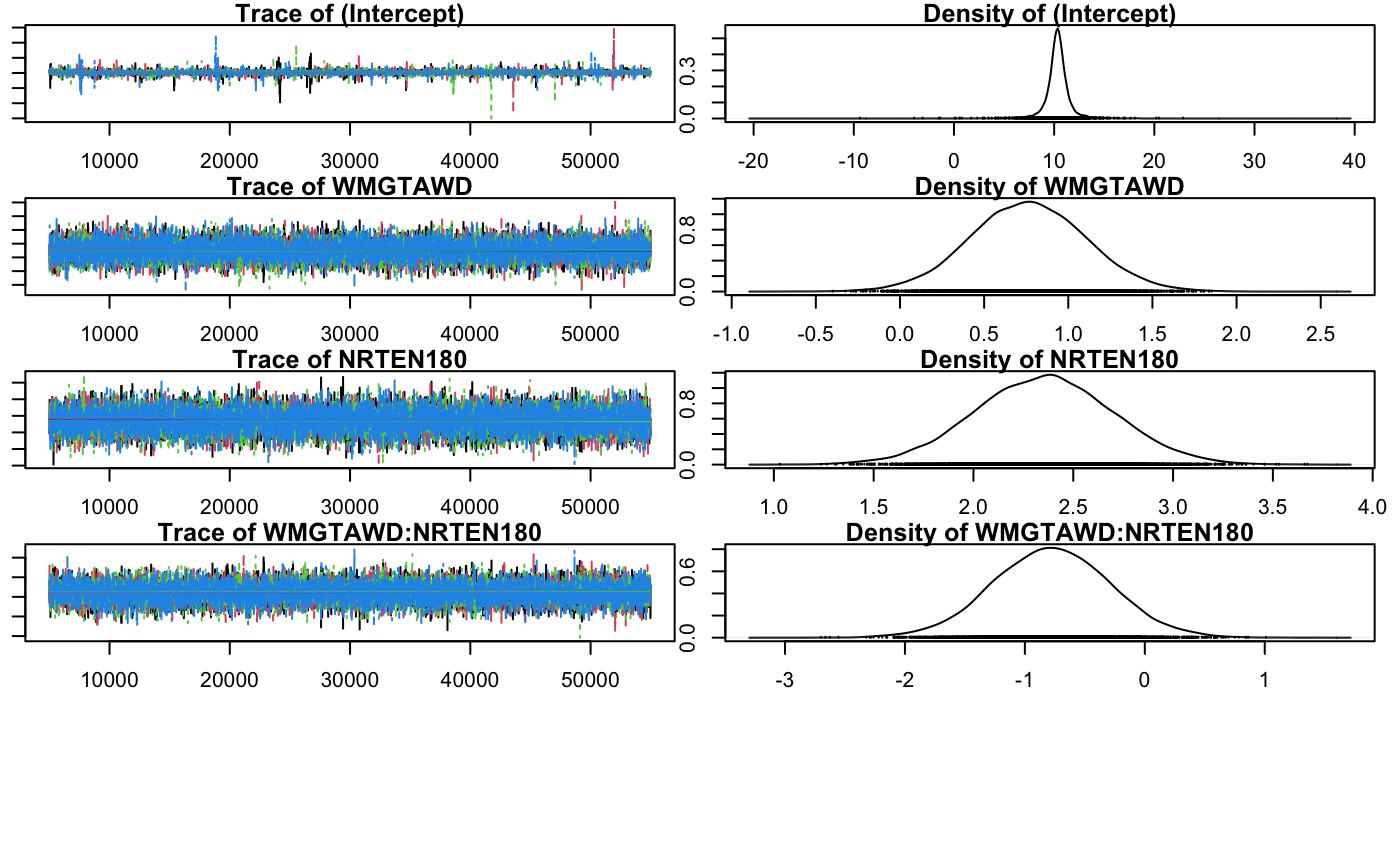 Trace of (Intercept) Density of (Intercept)
0.0 0.3
10000 20000 30000 40000 50000 -20 -10 0 10 20 30 40
Trace of WMGTAWD Density of WMGTAWD
0.0 0.8
10000 20000 30000 40000 50000 -1.0 -0.5 0.0 0.5 1.0 1.5 2.0 2.5
Trace of NRTEN180 Density of NRTEN180
0.0 0.8
10000 20000 30000 40000 50000 1.0 1.5 2.0 2.5 3.0 3.5 4.0
Trace of WMGTAWD:NRTEN180 Density of WMGTAWD:NRTEN180
0.0 0.6
10000 20000 30000 40000 50000 -3 -2 -1 0 1